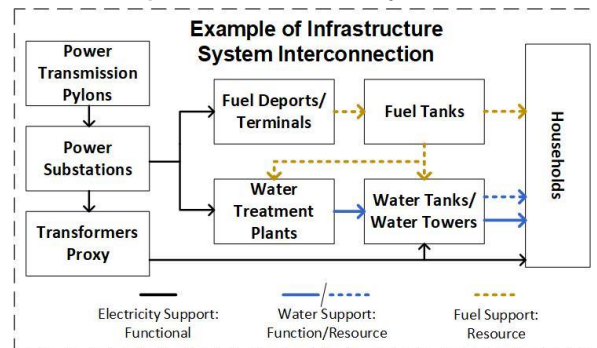 Example of Infrastructure
System Interconnection
Power
Transmission
Pylons
Fuel Deports/
Terminals
Fuel Tanks
Households
Power
Substations
Water
Treatment
Plants
Water Tanks/
Water Towers
Transformers
Proxy
Electricity Support:
Functional
Water Support:
Function/Resource
Fuel Support:
Resource